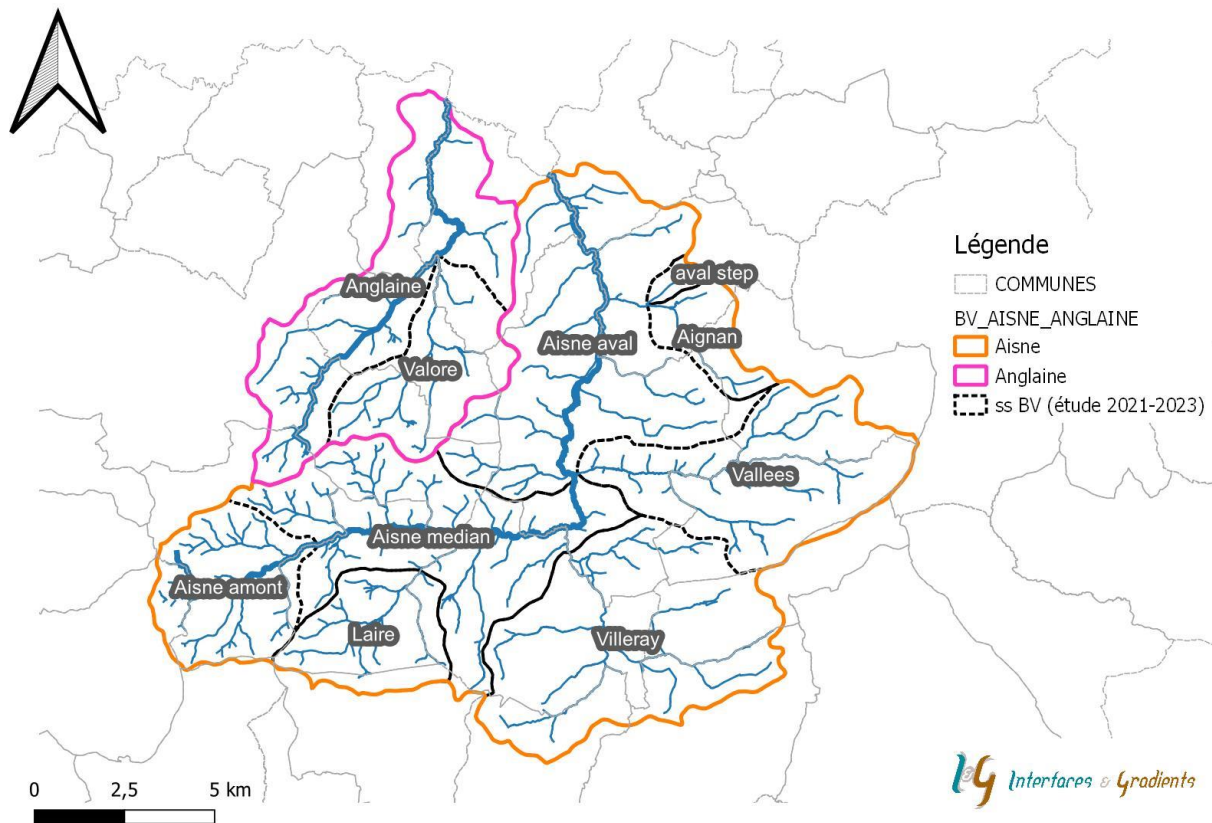 Anglaine
Valore
aval step
Aignan
Aisne aval
Vallees
Aisne median
Aisne amont
Laire
Villeray
Légende
COMMUNES
BV_AISNE_ANGLAINE
Aisne
Anglaine
ss BV (étude 2021-2023)
0 2,5 5 km
I&G Interfaces & Gradients